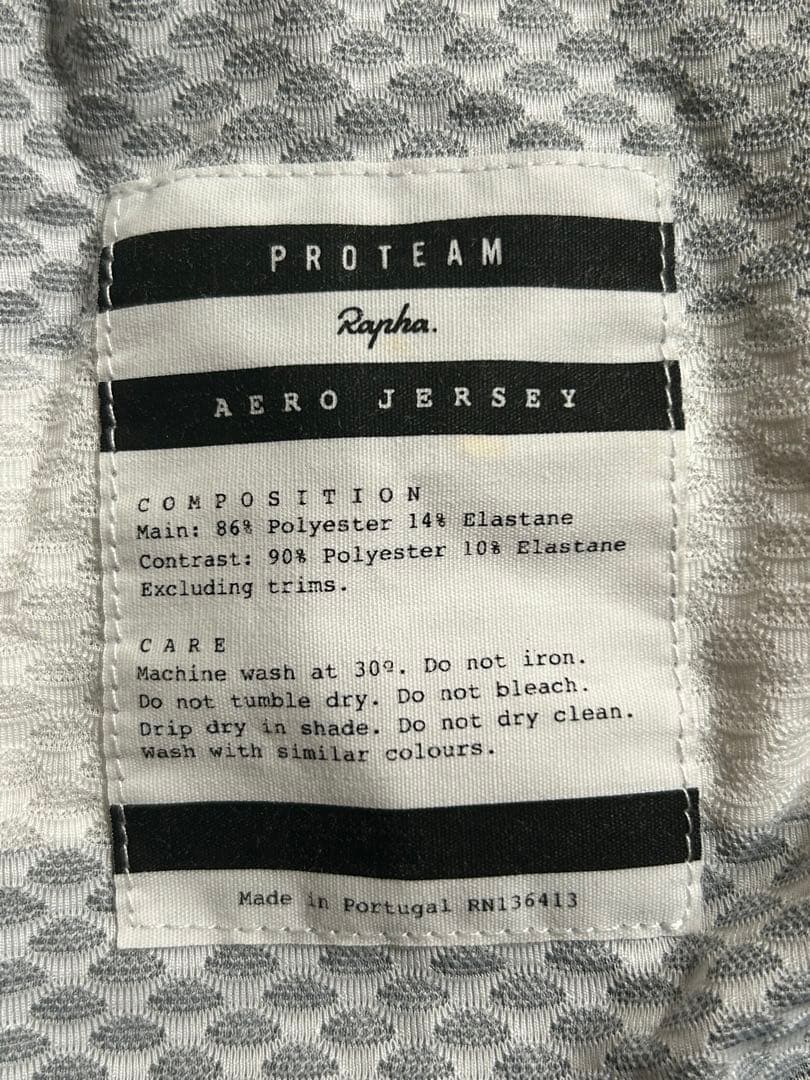 PROTEAM
Rapha.
AERO JERSEY
COMPOSITION
Main: 86% Polyester 14% Elastane
Contrast: 90% Polyester 10% Elastane
Excluding trims.
CARE
Machine wash at 30º. Do not iron.
Do not tumble dry. Do not bleach.
Drip dry in shade. Do not dry clean.
Wash with similar colours.
Made in Portugal RN136413